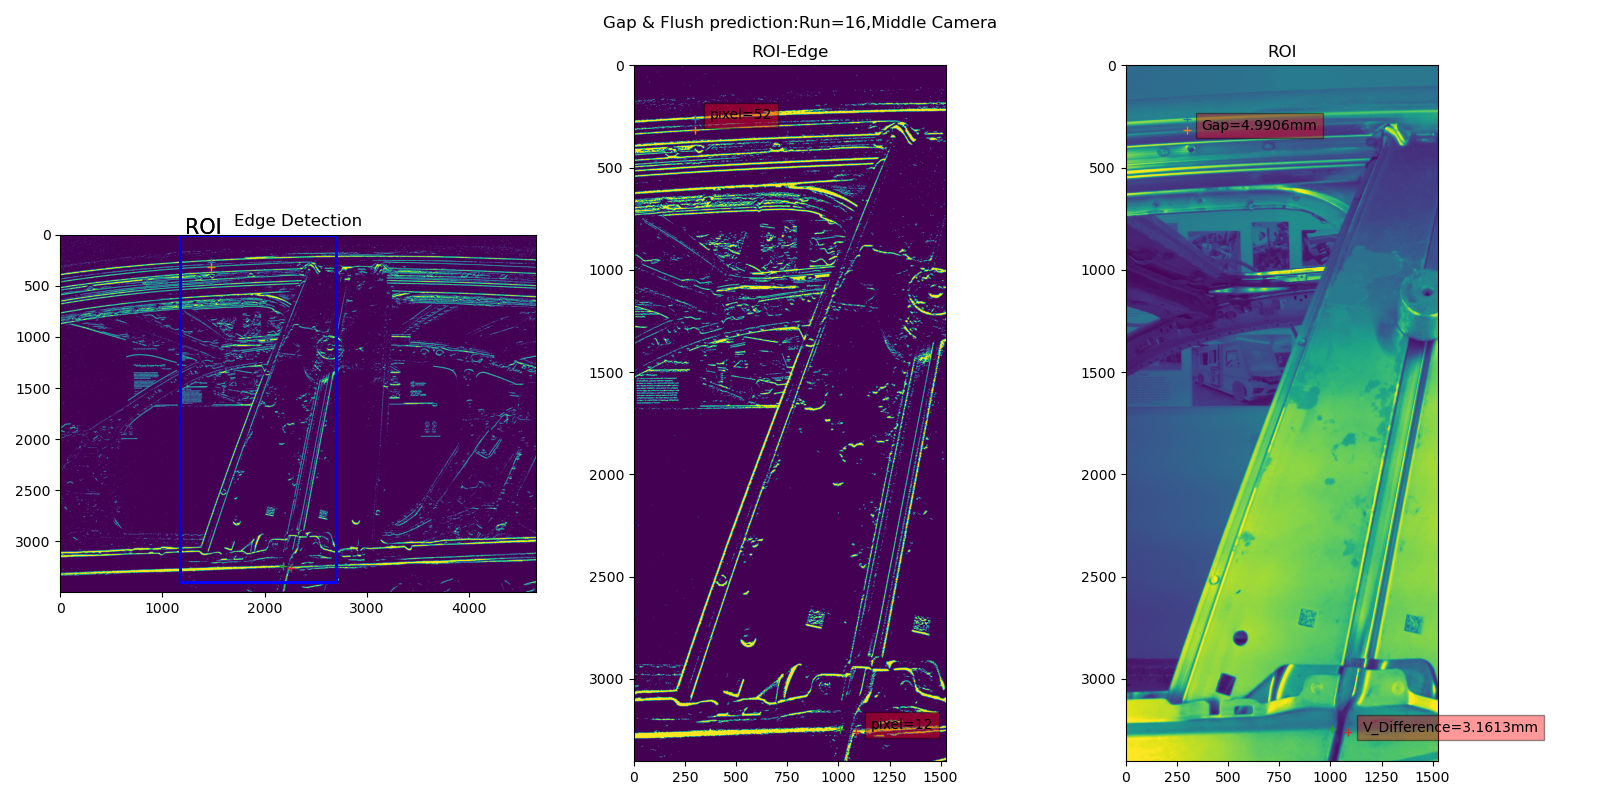 Gap & Flush prediction:Run=16,Middle Camera
ROI Edge Detection
0
500
1000
1500
2000
2500
3000
0 1000 2000 3000 4000
ROI-Edge
0
500
1000
1500
2000
2500
3000
pixel=52
pixel=12
0 250 500 750 1000 1250 1500
ROI
0
500
1000
1500
2000
2500
3000
Gap=4.9906mm
V_Difference=3.1613mm
0 250 500 750 1000 1250 1500